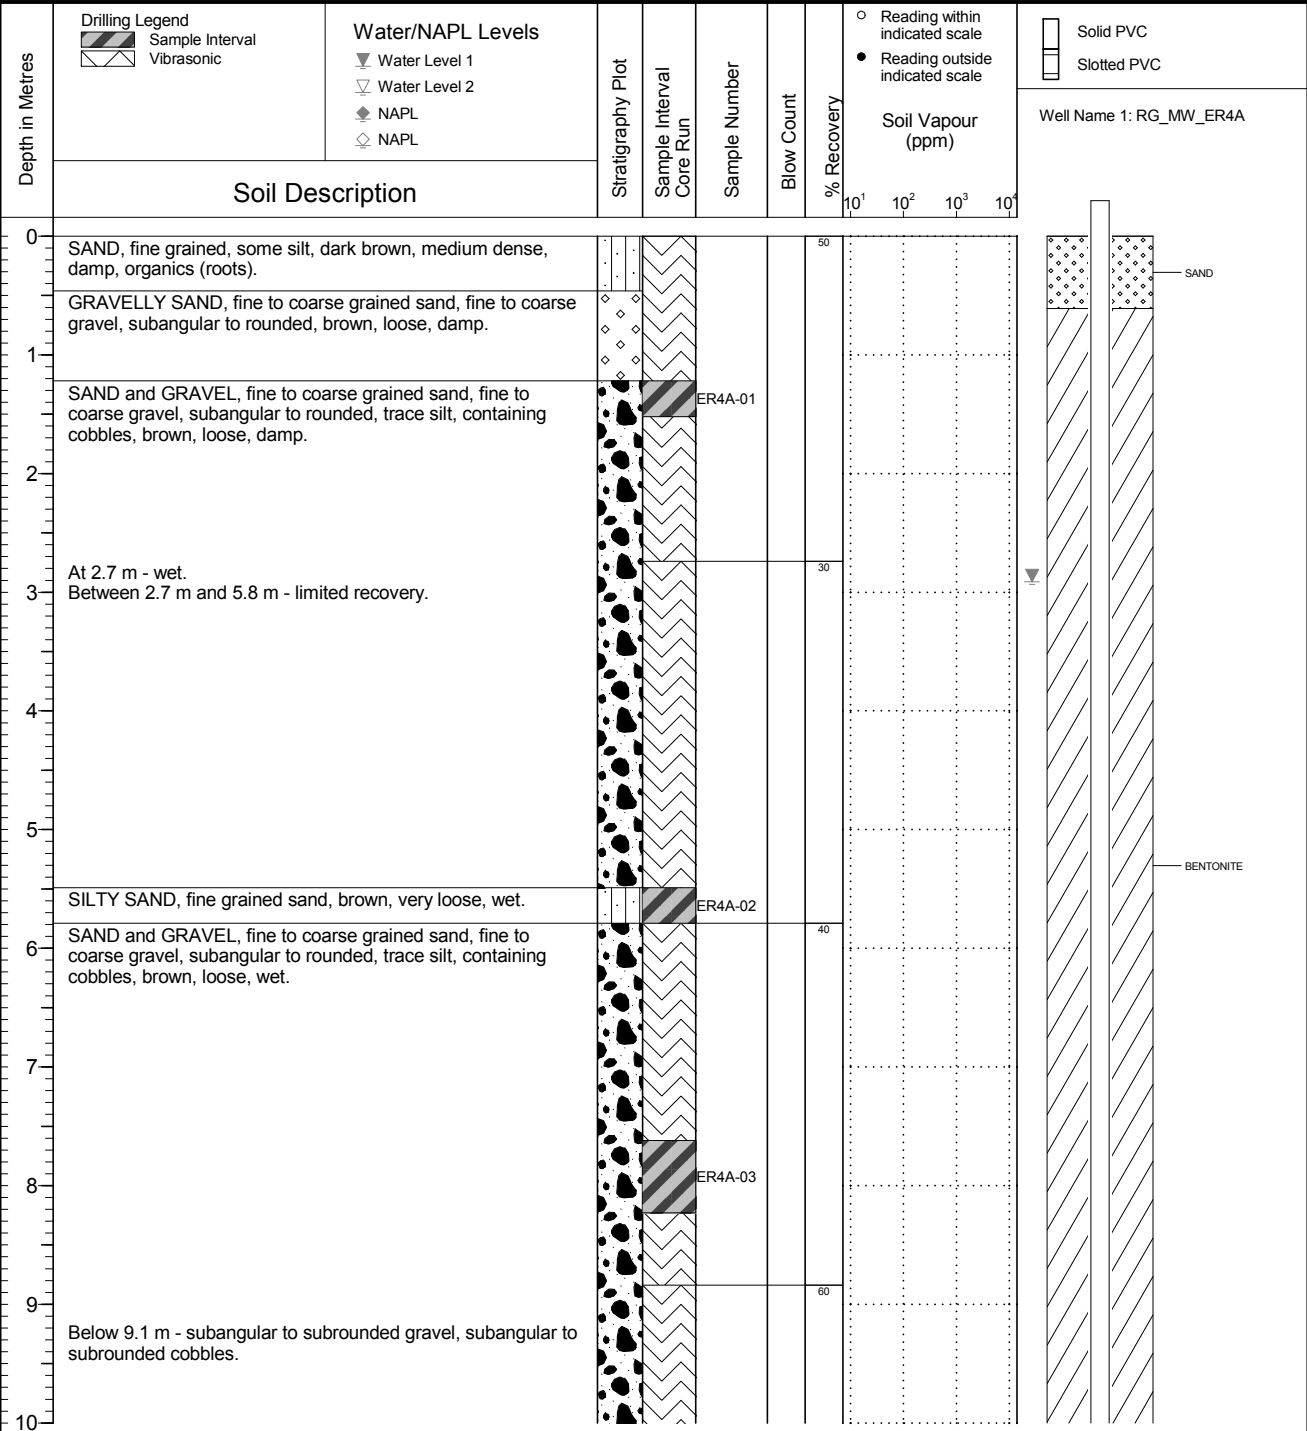 Drilling Legend
Sample Interval
Vibrasonic
Water/NAPL Levels
Water Level 1
Water Level 2
NAPL
NAPL
Depth in Metres
Soil Description
Stratigraphy Plot
Sample Interval
Core Run
Sample Number
Blow Count
% Recovery
Reading within
indicated scale
Reading outside
indicated scale
Soil Vapour
(ppm)
10¹ 10² 10³ 10⁴
Solid PVC
Slotted PVC
Well Name 1: RG_MW_ER4A
0
50
SAND, fine grained, some silt, dark brown, medium dense,
damp, organics (roots).
SAND
GRAVELLY SAND, fine to coarse grained sand, fine to coarse
gravel, subangular to rounded, brown, loose, damp.
1
SAND and GRAVEL, fine to coarse grained sand, fine to
coarse gravel, subangular to rounded, trace silt, containing
cobbles, brown, loose, damp.
ER4A-01
2
At 2.7 m - wet.
30
Between 2.7 m and 5.8 m - limited recovery.
3
4
5
BENTONITE
SILTY SAND, fine grained sand, brown, very loose, wet.
ER4A-02
40
SAND and GRAVEL, fine to coarse grained sand, fine to
coarse gravel, subangular to rounded, trace silt, containing
cobbles, brown, loose, wet.
6
7
8
ER4A-03
60
9
Below 9.1 m - subangular to subrounded gravel, subangular to
subrounded cobbles.
10